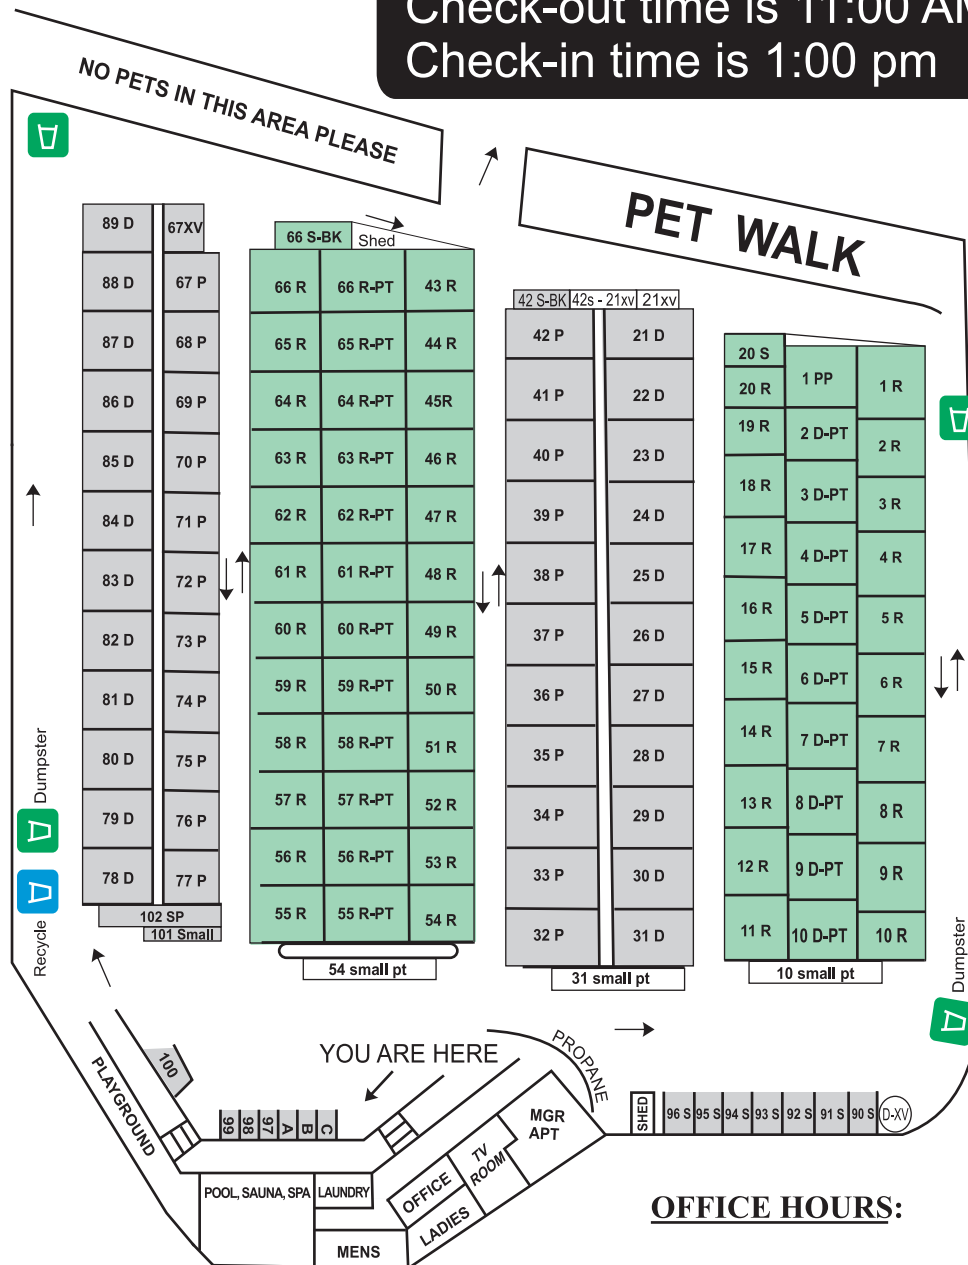 Check-out time is 11:00 AM
Check-in time is 1:00 pm
NO PETS IN THIS AREA PLEASE
PET WALK
89 D
67XV
88 D
67 P
87 D
68 P
86 D
69 P
85 D
70 P
84 D
71 P
83 D
72 P
82 D
73 P
81 D
74 P
80 D
75 P
79 D
76 P
78 D
77 P
102 SP
101 Small
66 S-BK
Shed
66 R
66 R-PT
43 R
65 R
65 R-PT
44 R
64 R
64 R-PT
45R
63 R
63 R-PT
46 R
62 R
62 R-PT
47 R
61 R
61 R-PT
48 R
60 R
60 R-PT
49 R
59 R
59 R-PT
50 R
58 R
58 R-PT
51 R
57 R
57 R-PT
52 R
56 R
56 R-PT
53 R
55 R
55 R-PT
54 R
54 small pt
42 S-BK
42s - 21xv
21xv
42 P
21 D
41 P
22 D
40 P
23 D
39 P
24 D
38 P
25 D
37 P
26 D
36 P
27 D
35 P
28 D
34 P
29 D
33 P
30 D
32 P
31 D
31 small pt
20 S
1 PP
1 R
20 R
19 R
2 D-PT
2 R
18 R
3 D-PT
3 R
17 R
4 D-PT
4 R
16 R
5 D-PT
5 R
15 R
6 D-PT
6 R
14 R
7 D-PT
7 R
13 R
8 D-PT
8 R
12 R
9 D-PT
9 R
11 R
10 D-PT
10 R
10 small pt
Dumpster
Recycle
Dumpster
YOU ARE HERE
PROPANE
PLAYGROUND
100
99
98
97
A
B
C
SHED
96 S
95 S
94 S
93 S
92 S
91 S
90 S
D-XV
MGR
APT
TV
ROOM
OFFICE
LADIES
POOL, SAUNA, SPA
LAUNDRY
MENS
OFFICE HOURS: